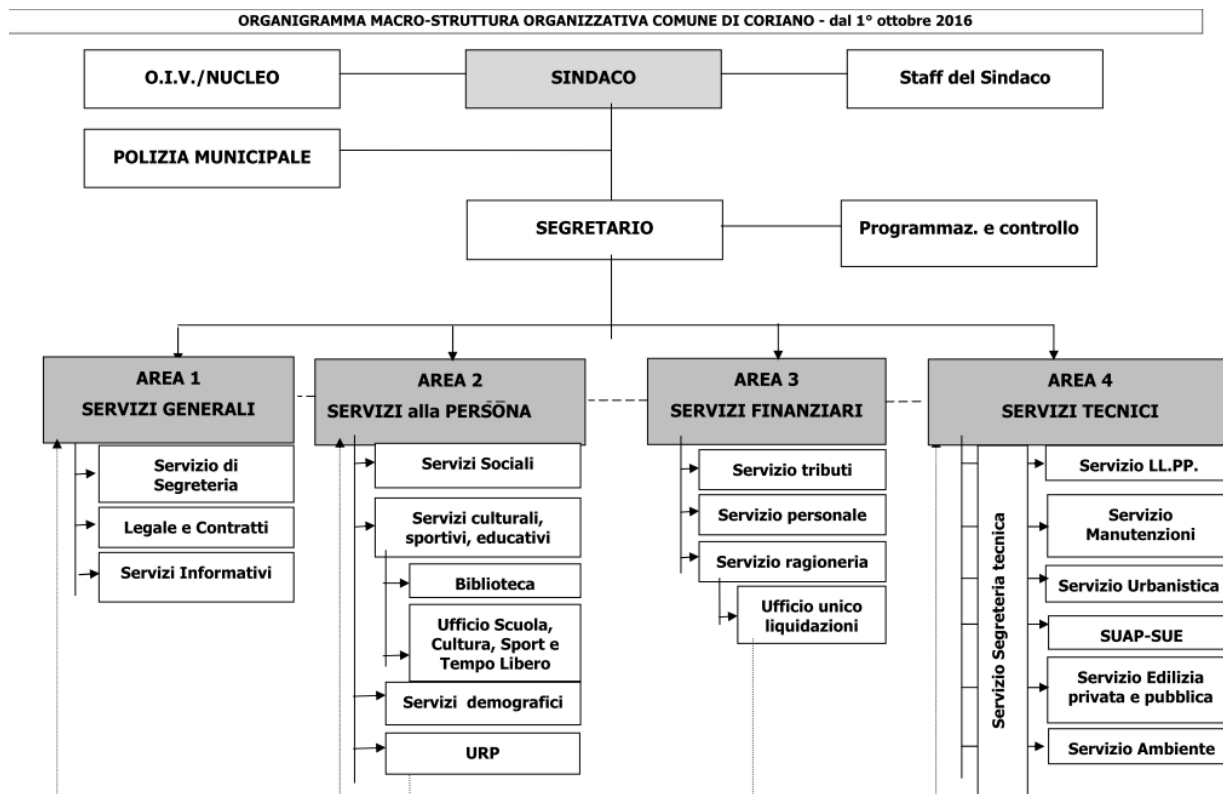 ORGANIGRAMMA MACRO-STRUTTURA ORGANIZZATIVA COMUNE DI CORIANO - dal 1° ottobre 2016
O.I.V./NUCLEO
SINDACO
Staff del Sindaco
POLIZIA MUNICIPALE
SEGRETARIO
Programmaz. e controllo
AREA 1
SERVIZI GENERALI
Servizio di
Segreteria
Legale e Contratti
Servizi Informativi
AREA 2
SERVIZI alla PERSONA
Servizi Sociali
Servizi culturali,
sportivi, educativi
Biblioteca
Ufficio Scuola,
Cultura, Sport e
Tempo Libero
Servizi demografici
URP
AREA 3
SERVIZI FINANZIARI
Servizio tributi
Servizio personale
Servizio ragioneria
Ufficio unico
liquidazioni
AREA 4
SERVIZI TECNICI
Servizio Segreteria tecnica
Servizio LL.PP.
Servizio
Manutenzioni
Servizio Urbanistica
SUAP-SUE
Servizio Edilizia
privata e pubblica
Servizio Ambiente